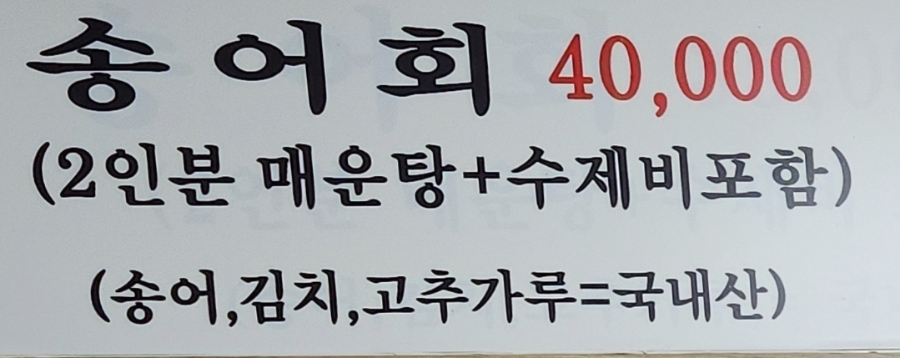 송어회 40,000
(2인분 매운탕+수제비포함)
(송어,김치,고추가루=국내산)